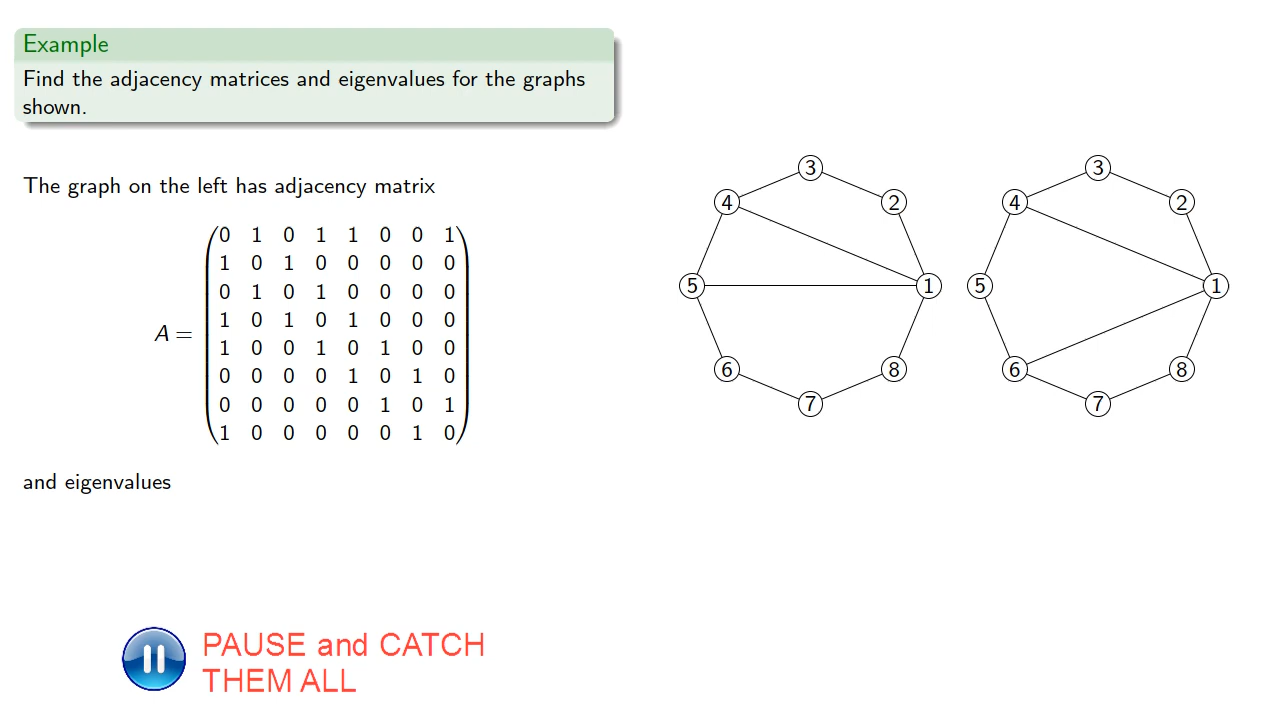 Example
Find the adjacency matrices and eigenvalues for the graphs
shown.
The graph on the left has adjacency matrix
A =
0 1 0 1 1 0 0 1
1 0 1 0 0 0 0 0
0 1 0 1 0 0 0 0
1 0 1 0 1 0 0 0
1 0 0 1 0 1 0 0
0 0 0 0 1 0 1 0
0 0 0 0 0 1 0 1
1 0 0 0 0 0 1 0
and eigenvalues
3
4 2
5 1
6 8
7
3
4 2
5 1
6 8
7
PAUSE and CATCH
THEM ALL